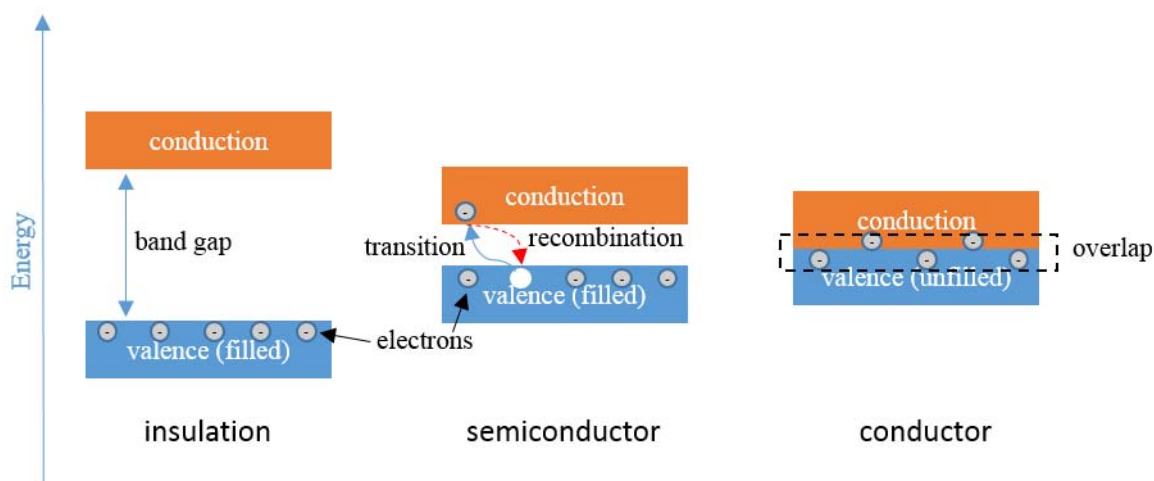 Energy
conduction
band gap
valence (filled)
insulation
conduction
transition
recombination
valence (filled)
electrons
semiconductor
conduction
overlap
valence (unfilled)
conductor